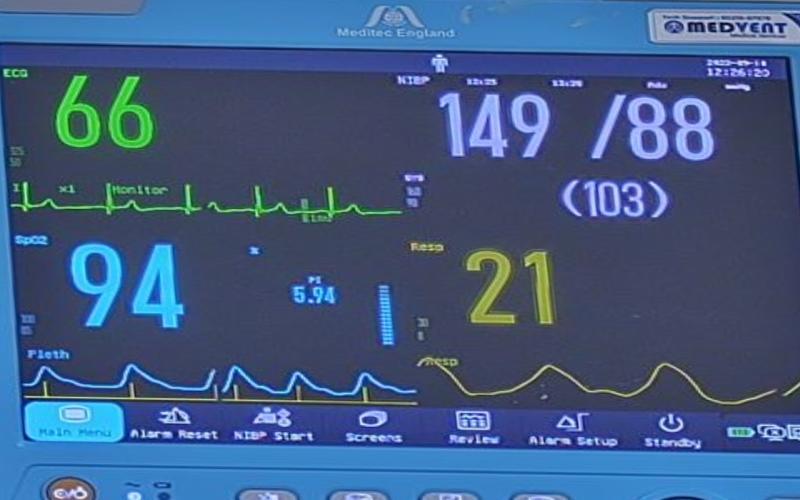 Meditec England
MEDVENT
ECG
12:26:20
66
NIBP
149 /88
(103)
I x1 Monitor
SpO2
94
PI
5.94
Resp
21
Pleth
Resp
Main Menu
Alarm Reset
NIBP Start
Screens
Review
Alarm Setup
Standby